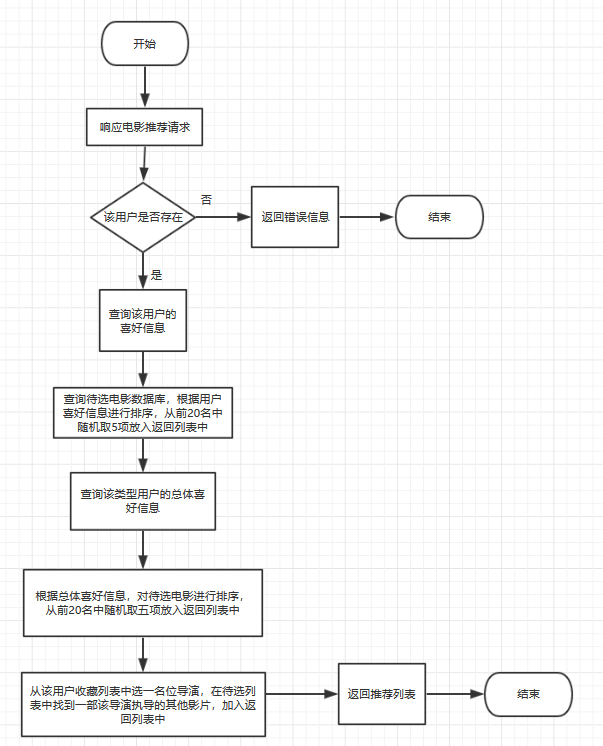 开始
响应电影推荐请求
该用户是否存在
否
返回错误信息
结束
是
查询该用户的
喜好信息
查询待选电影数据库，根据用户
喜好信息进行排序，从前20名中
随机取5项放入返回列表中
查询该类型用户的总体喜
好信息
根据总体喜好信息，对待选电影进行排序，
从前20名中随机取五项放入返回列表中
从该用户收藏列表中选一名位导演，在待选列
表中找到一部该导演执导的其他影片，加入返
回列表中
返回推荐列表
结束